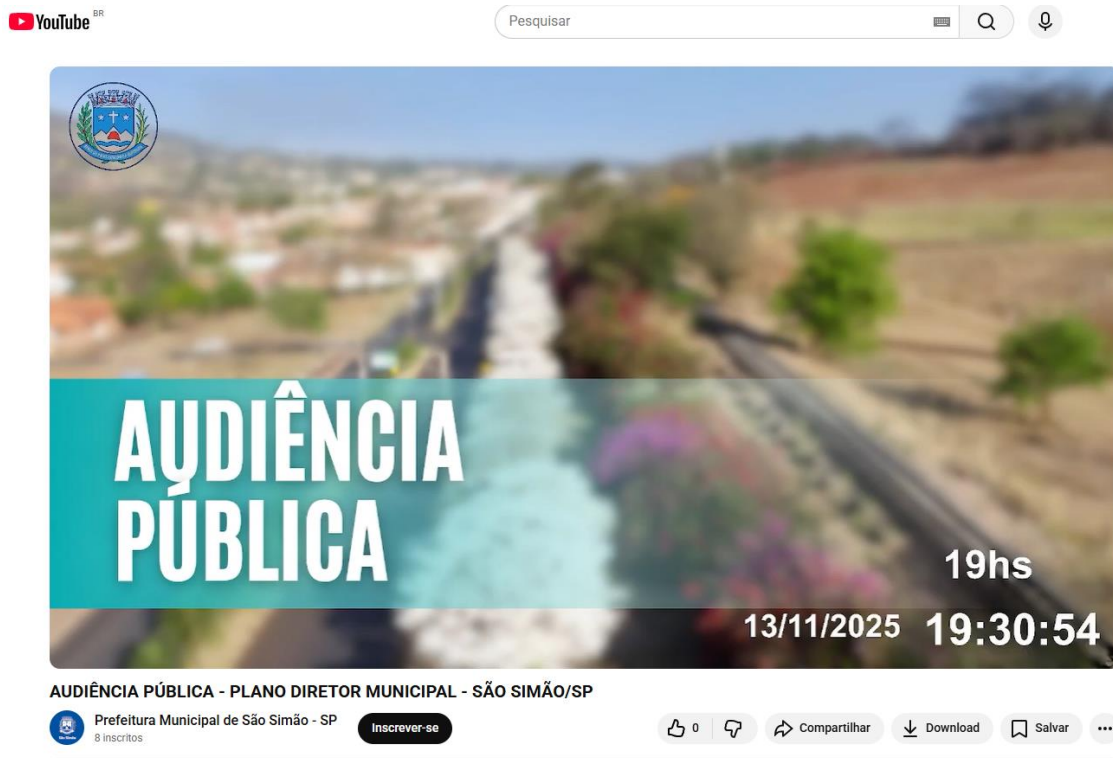 YouTube BR
Pesquisar
AUDIÊNCIA
PÚBLICA
19hs
13/11/2025 19:30:54
AUDIÊNCIA PÚBLICA - PLANO DIRETOR MUNICIPAL - SÃO SIMÃO/SP
Prefeitura Municipal de São Simão - SP
8 inscritos
Inscrever-se
0
Compartilhar
Download
Salvar